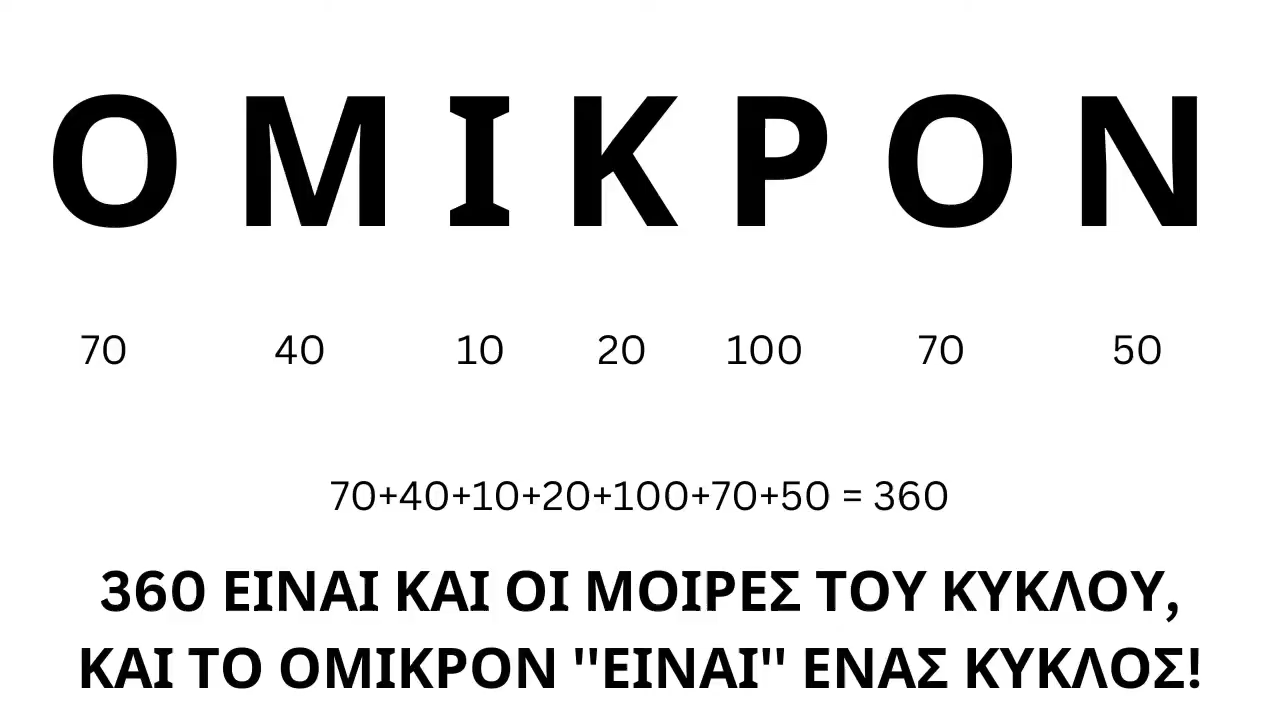 Ο Μ Ι Κ Ρ Ο Ν
70 40 10 20 100 70 50
70+40+10+20+100+70+50 = 360
360 ΕΙΝΑΙ ΚΑΙ ΟΙ ΜΟΙΡΕΣ ΤΟΥ ΚΥΚΛΟΥ,
ΚΑΙ ΤΟ ΟΜΙΚΡΟΝ "ΕΙΝΑΙ" ΕΝΑΣ ΚΥΚΛΟΣ!